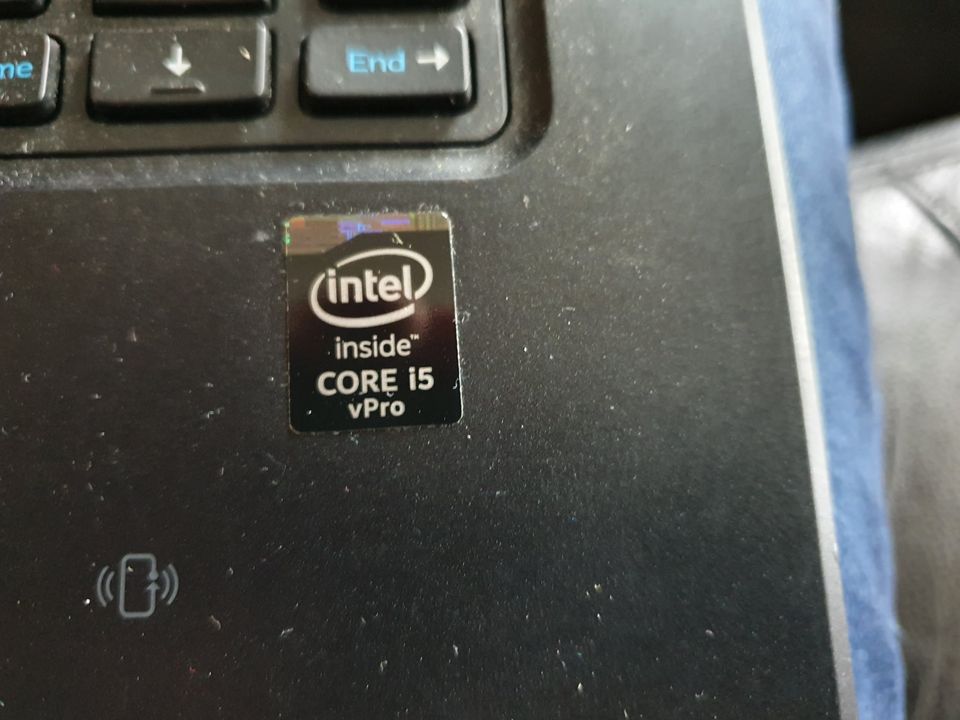 me
End
intel
inside™
CORE i5
vPro